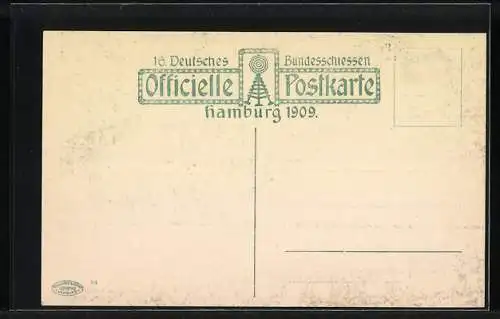 16. Deutsches Bundesschiessen
Officielle Postkarte
Hamburg 1909.